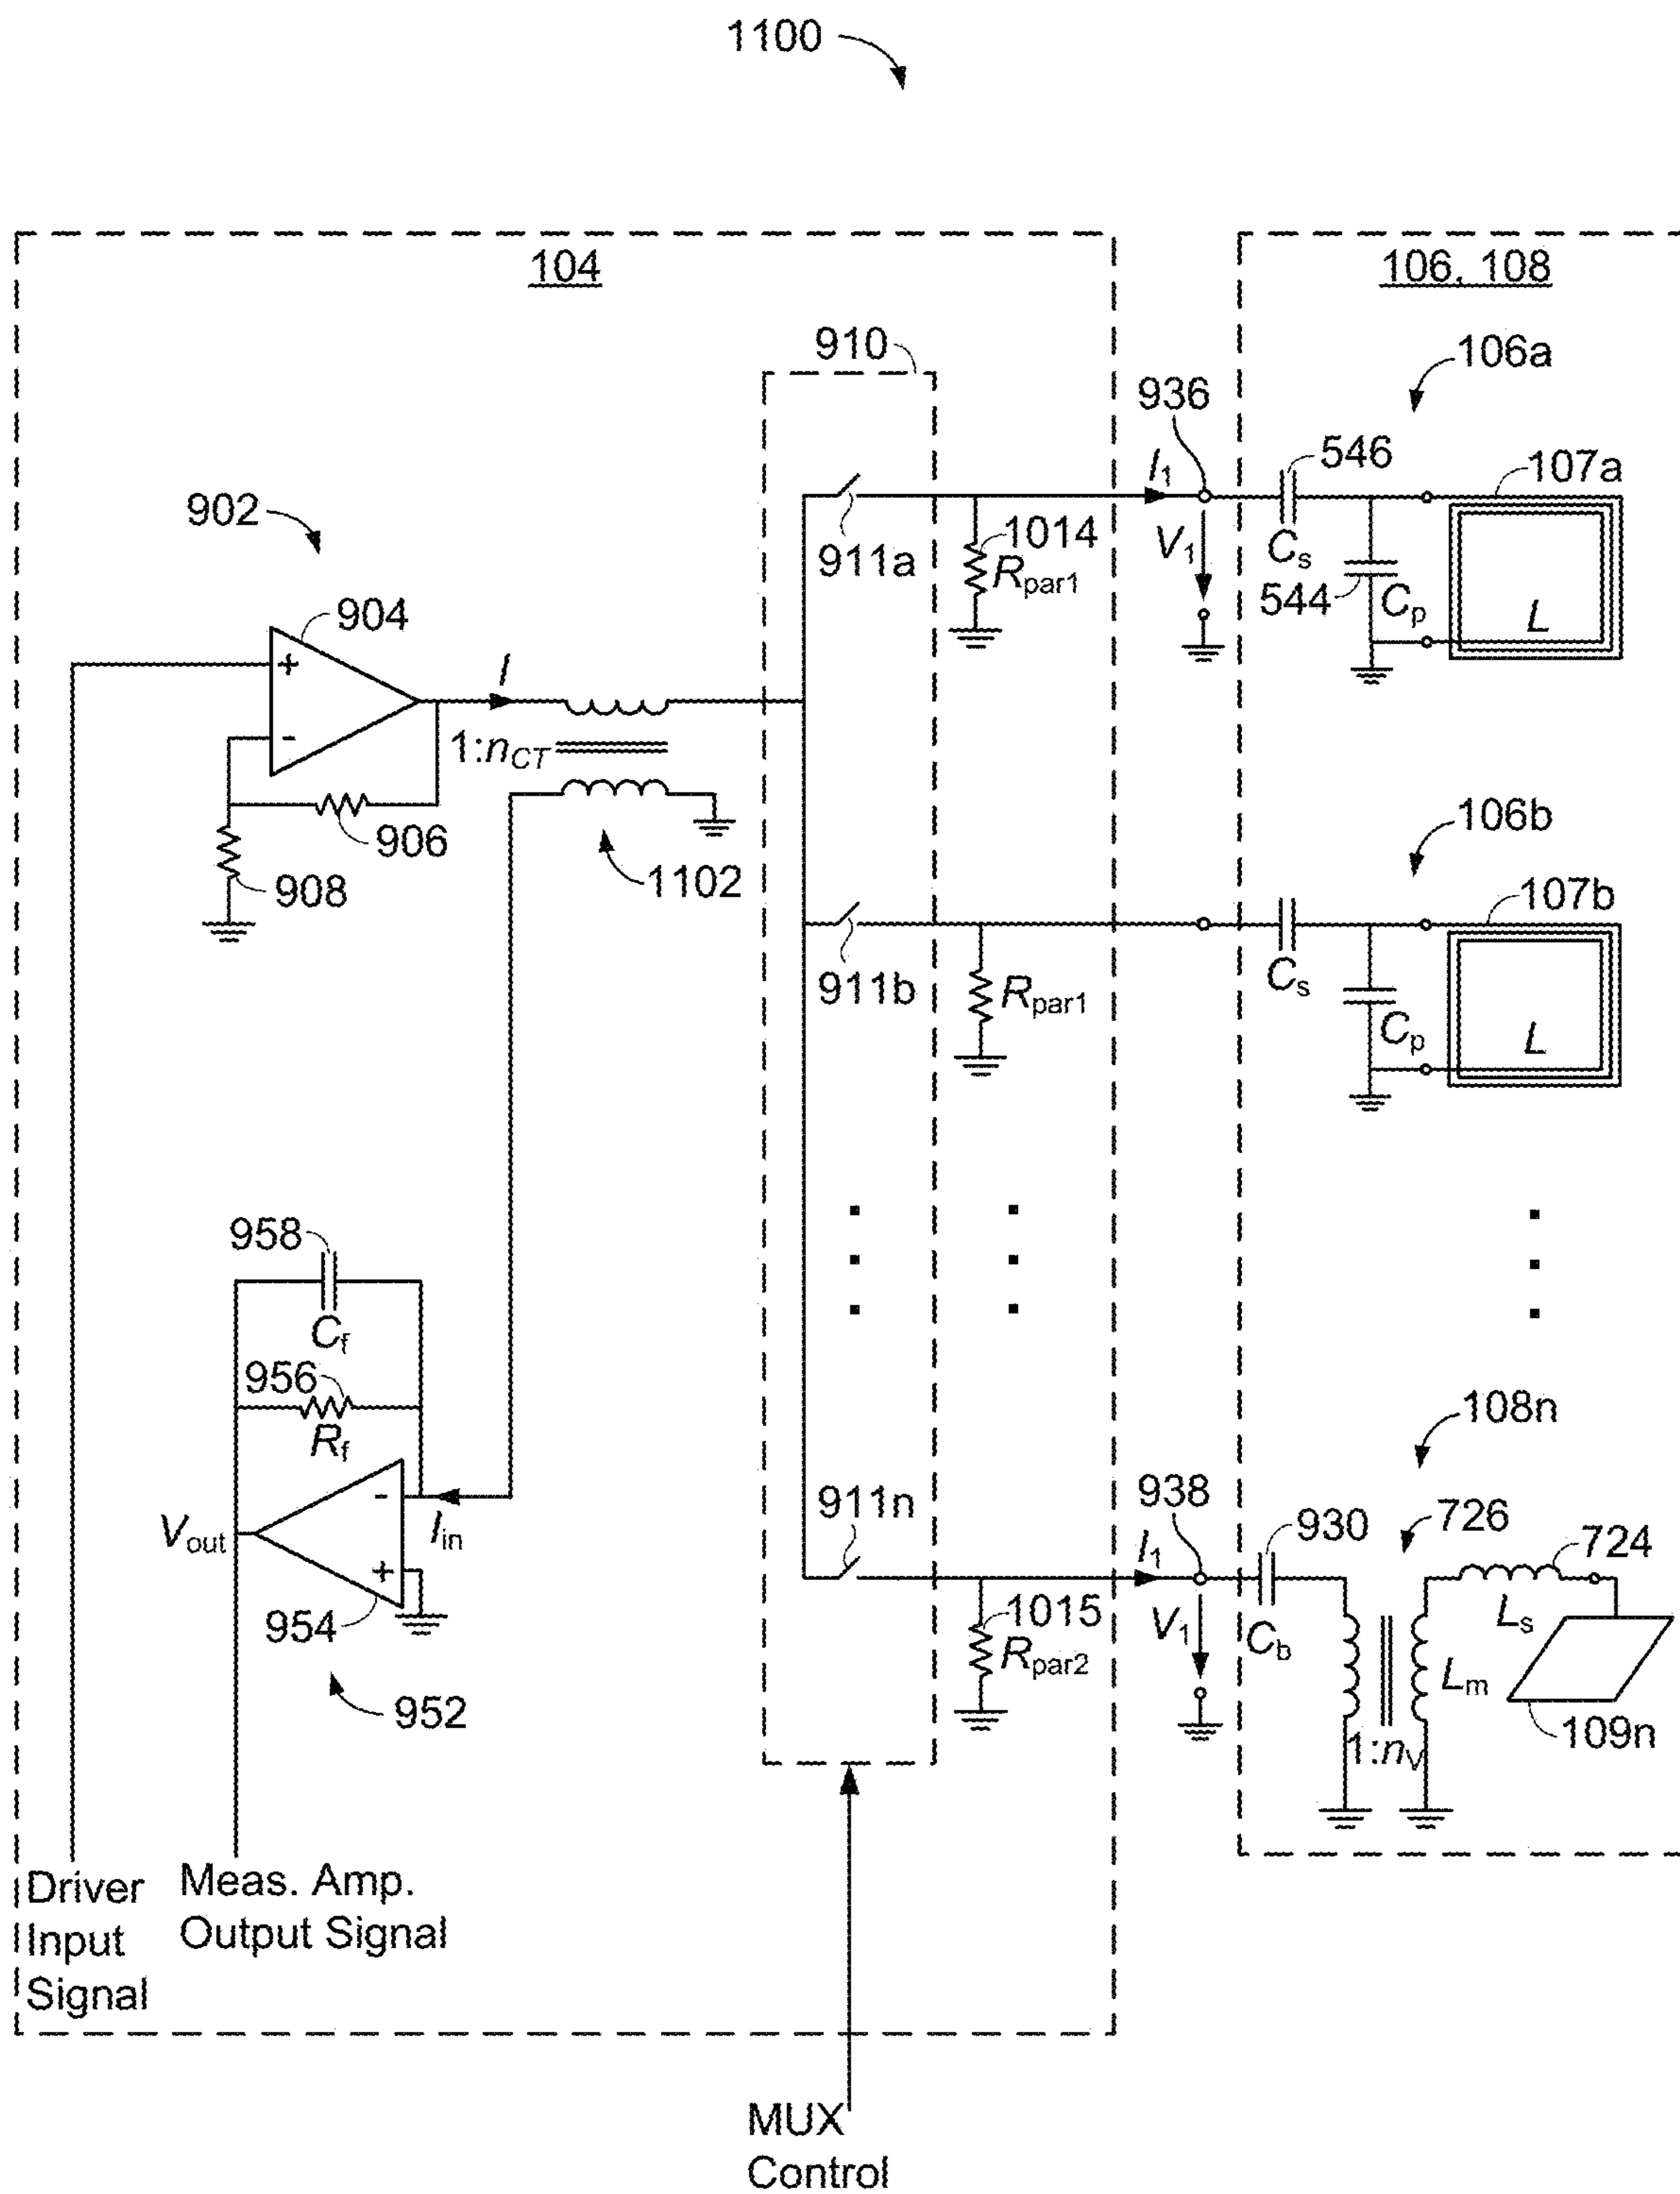 1100
104
106, 108
910
106a
936
546
107a
I1
902
911a
1014
V1
Cs
Rpar1
544
Cp
L
904
+
I
-
1:nCT
906
106b
908
1102
107b
911b
Rpar1
Cs
Cp
L
958
Cf
956
108n
Rf
911n
938
930
726
724
-
I1
Vout
Iin
+
1015
V1
Cb
Ls
954
Rpar2
Lm
952
1:nV
109n
Driver
Input
Signal
Meas. Amp.
Output Signal
MUX
Control